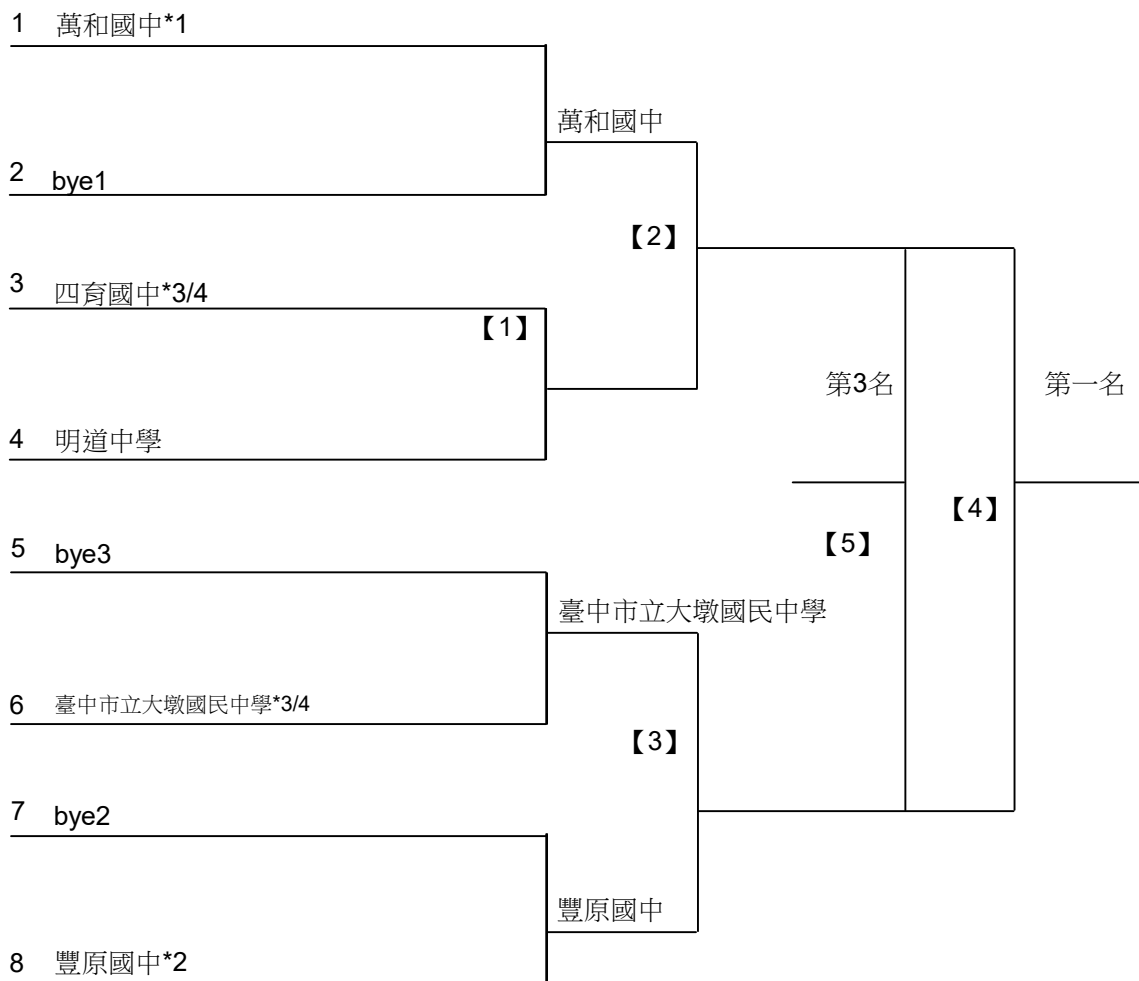 1 萬和國中*1
萬和國中
2 bye1
【2】
3 四育國中*3/4
【1】
第3名
第一名
4 明道中學
【4】
5 bye3
【5】
臺中市立大墩國民中學
6 臺中市立大墩國民中學*3/4
【3】
7 bye2
豐原國中
8 豐原國中*2